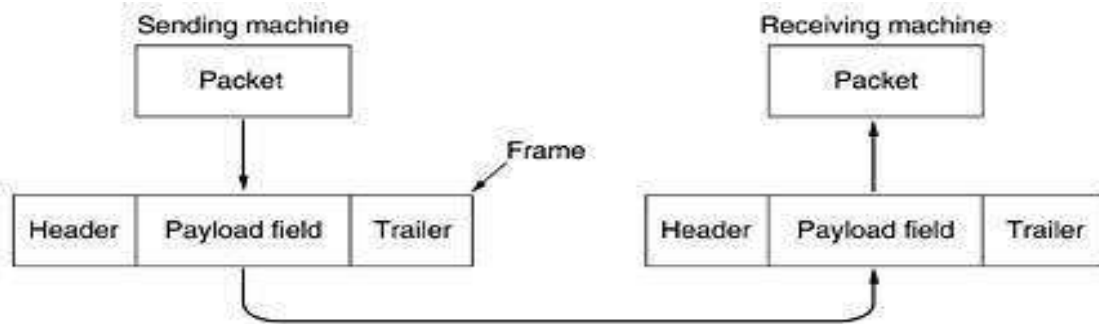 Sending machine
Receiving machine
Packet
Packet
Frame
Header
Payload field
Trailer
Header
Payload field
Trailer